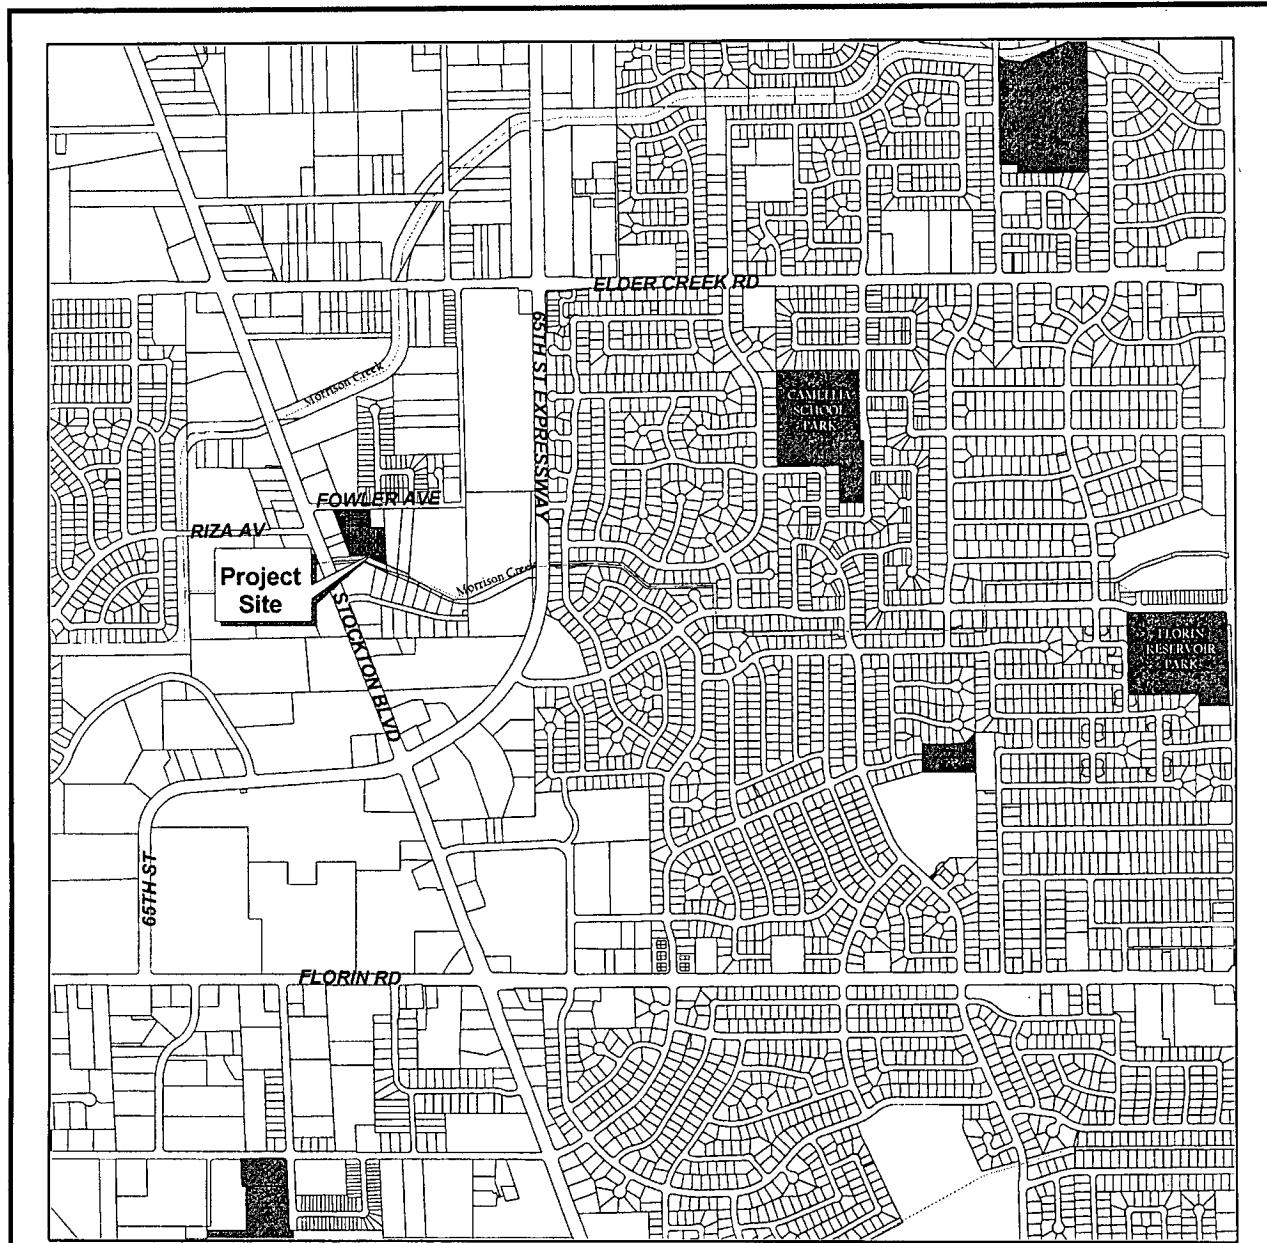 ELDER CREEK RD
65TH ST EXPRESSWAY
Morrison Creek
CAMELLIA
SCHOOL
PARK
FOWLER AVE
RIZA AV
Project
Site
Morrison Creek
STOCKTON BLVD
FLORIN
RESERVOIR
PARK
65TH ST
FLORIN RD